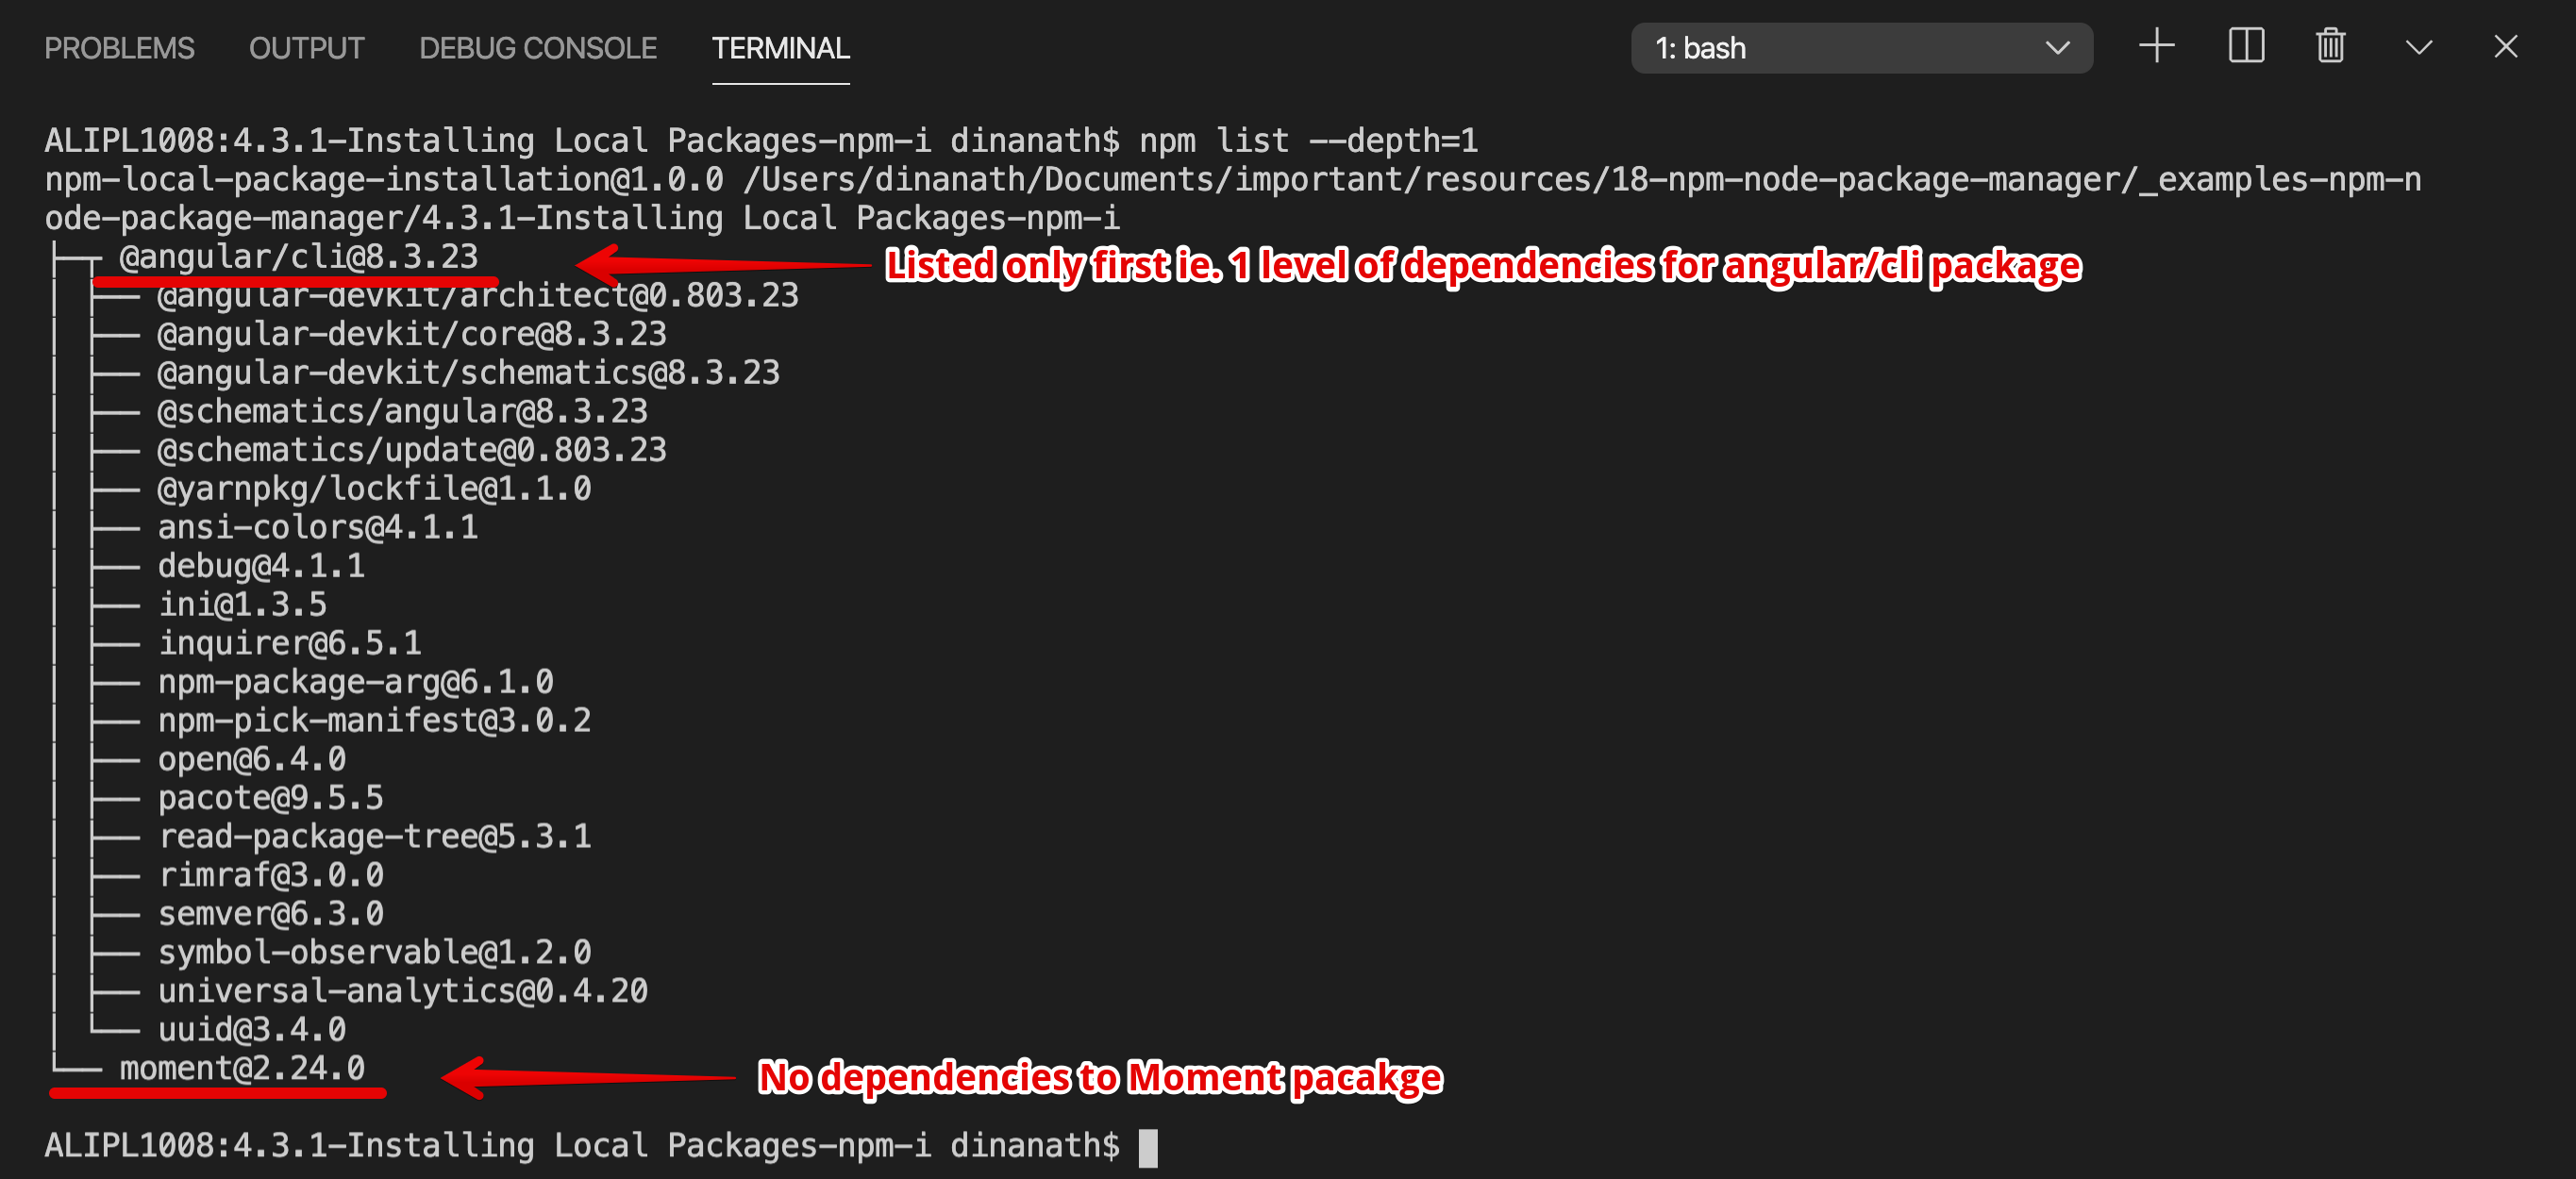 PROBLEMS OUTPUT DEBUG CONSOLE TERMINAL 1: bash
ALIPL1008:4.3.1-Installing Local Packages-npm-i dinanath$ npm list --depth=1
npm-local-package-installation@1.0.0 /Users/dinanath/Documents/important/resources/18-npm-node-package-manager/_examples-npm-n
ode-package-manager/4.3.1-Installing Local Packages-npm-i
├─┬ @angular/cli@8.3.23 Listed only first ie. 1 level of dependencies for angular/cli package
│ ├── @angular-devkit/architect@0.803.23
│ ├── @angular-devkit/core@8.3.23
│ ├── @angular-devkit/schematics@8.3.23
│ ├── @schematics/angular@8.3.23
│ ├── @schematics/update@0.803.23
│ ├── @yarnpkg/lockfile@1.1.0
│ ├── ansi-colors@4.1.1
│ ├── debug@4.1.1
│ ├── ini@1.3.5
│ ├── inquirer@6.5.1
│ ├── npm-package-arg@6.1.0
│ ├── npm-pick-manifest@3.0.2
│ ├── open@6.4.0
│ ├── pacote@9.5.5
│ ├── read-package-tree@5.3.1
│ ├── rimraf@3.0.0
│ ├── semver@6.3.0
│ ├── symbol-observable@1.2.0
│ ├── universal-analytics@0.4.20
│ └── uuid@3.4.0
└── moment@2.24.0 No dependencies to Moment pacakge
ALIPL1008:4.3.1-Installing Local Packages-npm-i dinanath$